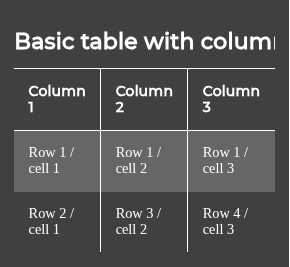 Basic table with column
Column 1
Column 2
Column 3
Row 1 / cell 1
Row 1 / cell 2
Row 1 / cell 3
Row 2 / cell 1
Row 3 / cell 2
Row 4 / cell 3